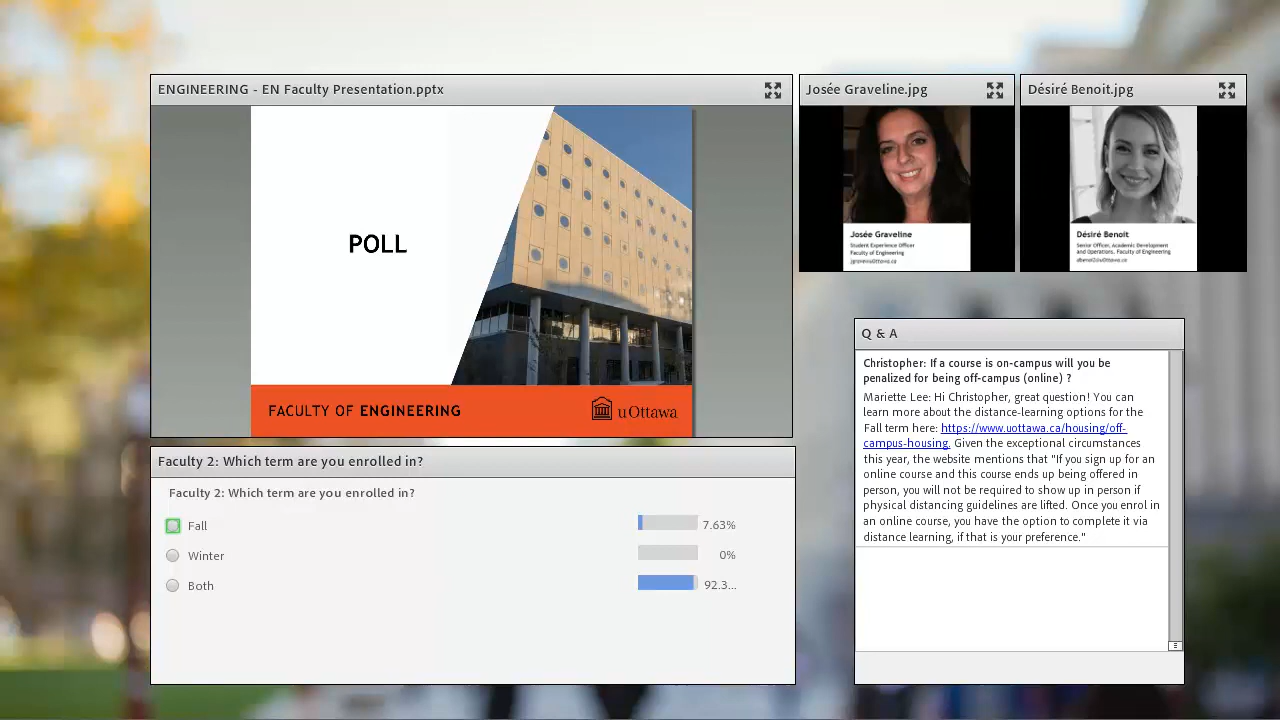 ENGINEERING - EN Faculty Presentation.pptx
POLL
FACULTY OF ENGINEERING
uOttawa
Josée Graveline.jpg
Josée Graveline
Student Experience Officer
Faculty of Engineering
Désiré Benoit.jpg
Désiré Benoit
Senior Officer, Academic Development
and Operations, Faculty of Engineering
Faculty 2: Which term are you enrolled in?
Faculty 2: Which term are you enrolled in?
Fall 7.63%
Winter 0%
Both 92.3...
Q & A
Christopher: If a course is on-campus will you be
penalized for being off-campus (online) ?
Mariette Lee: Hi Christopher, great question! You can
learn more about the distance-learning options for the
Fall term here: https://www.uottawa.ca/housing/off-
campus-housing. Given the exceptional circumstances
this year, the website mentions that "If you sign up for an
online course and this course ends up being offered in
person, you will not be required to show up in person if
physical distancing guidelines are lifted. Once you enrol in
an online course, you have the option to complete it via
distance learning, if that is your preference."